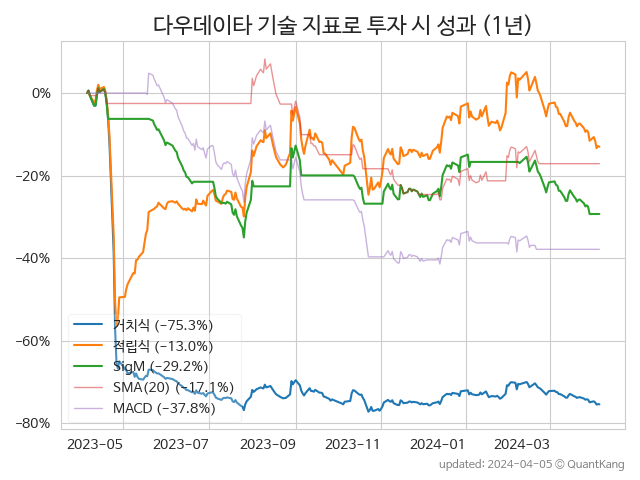 다우데이타 기술 지표로 투자 시 성과 (1년)
0%
−20%
−40%
−60%
−80%
거치식 (−75.3%)
적립식 (−13.0%)
SigM (−29.2%)
SMA(20) (−17.1%)
MACD (−37.8%)
2023−05 2023−07 2023−09 2023−11 2024−01 2024−03
updated: 2024−04−05 © QuantKang